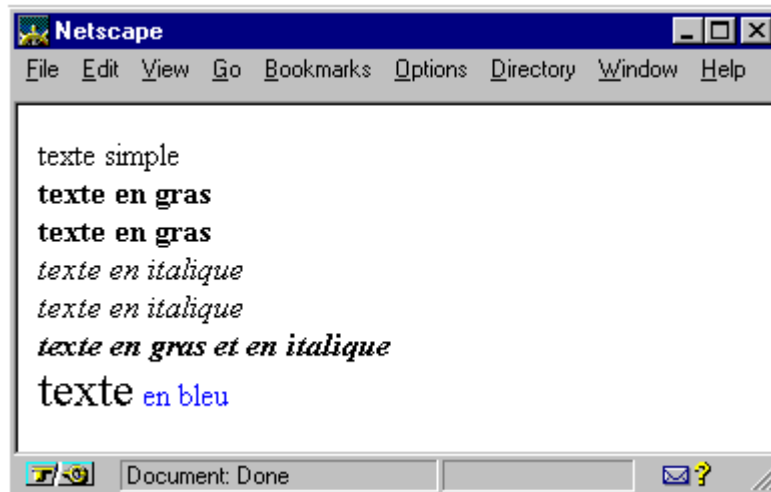 Netscape
File Edit View Go Bookmarks Options Directory Window Help
texte simple
texte en gras
texte en gras
texte en italique
texte en italique
texte en gras et en italique
texte en bleu
Document: Done